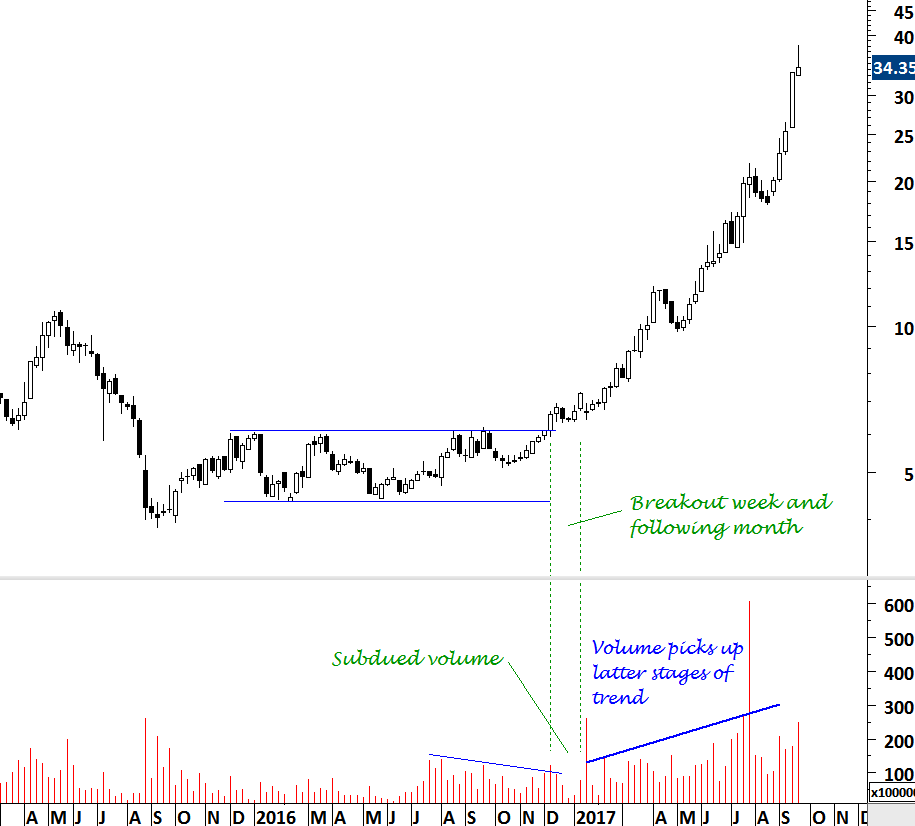 45
40
34.35
30
25
20
15
10
5
Breakout week and
following month
600
500
400
300
200
100
x100000
Subdued volume
Volume picks up
latter stages of
trend
A M J J A S O N D 2016 M A M J J A S O N D 2017 A M J J A S O N D